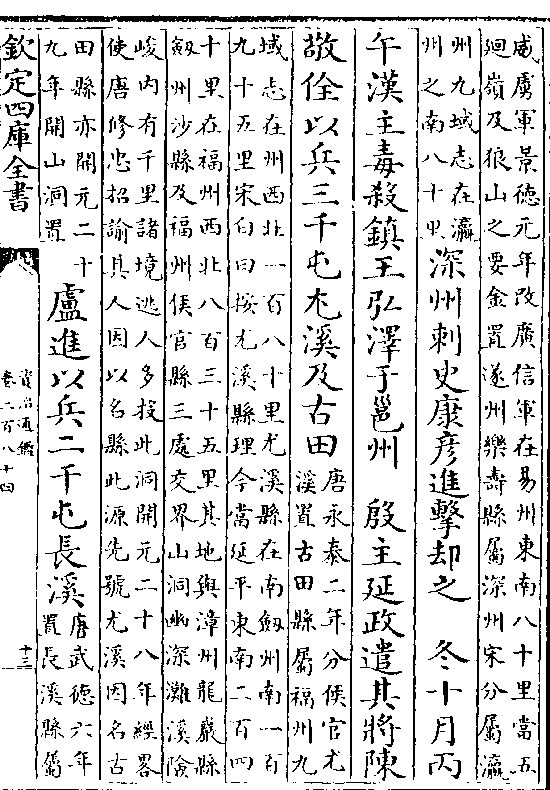 威虜軍景徳元年改廣信軍在易州東南八十里當五
廻嶺及狼山之要金置遂州樂壽縣屬深州宋分屬瀛
州九域志在瀛
州之南八十里
深州刺史康彥進擊却之　冬十月丙
午漢主毒殺鎮王弘澤于邕州　殷主延政遣其將陳
敬佺以兵三千屯尤溪及古田
唐永泰二年分侯官尤
溪置古田縣屬福州九
域志在州西北一百八十里尤溪縣在南劔州南一百
九十五里宋白曰按尤溪縣理今當延平東南二百四
十里在福州西北八百三十五里其地與漳州龍巖縣
劔州沙縣及福州侯官縣三處交界山洞幽深灘溪險
峻内有千里諸境逃人多投此洞開元二十八年經畧
使唐修忠招諭其人因以名縣此源先號尤溪因名古
田縣亦開元二十
九年開山洞置
盧進以兵二千屯長溪
唐武徳六年
置長溪縣屬
欽定四庫全書
資治通鑑
卷二百八十四
十三